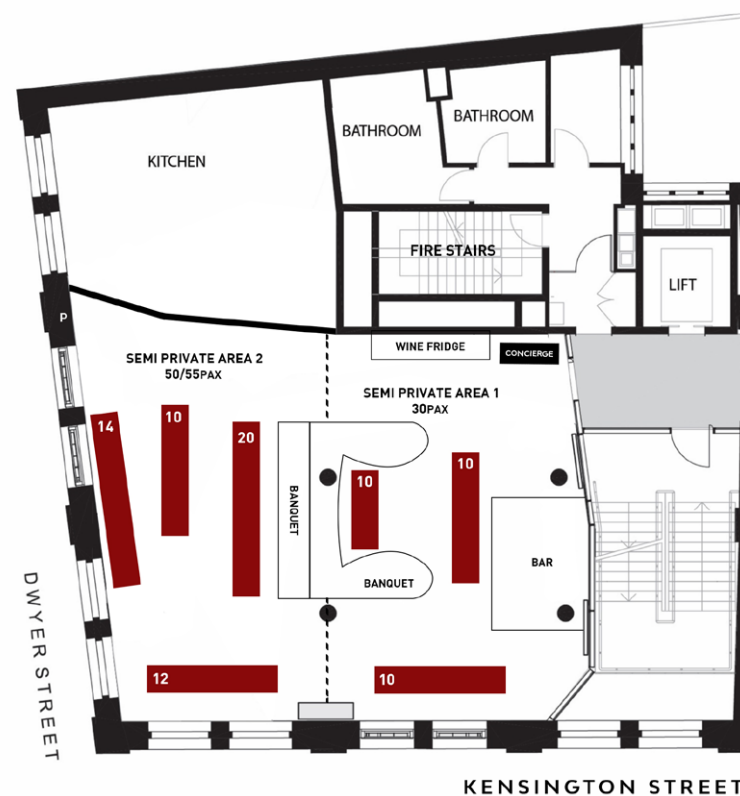 BATHROOM
BATHROOM
KITCHEN
FIRE STAIRS
LIFT
P
WINE FRIDGE
CONCIERGE
SEMI PRIVATE AREA 2
50/55PAX
SEMI PRIVATE AREA 1
30PAX
14
10
20
10
10
BANQUET
BANQUET
BAR
12
10
DWYER STREET
KENSINGTON STREET